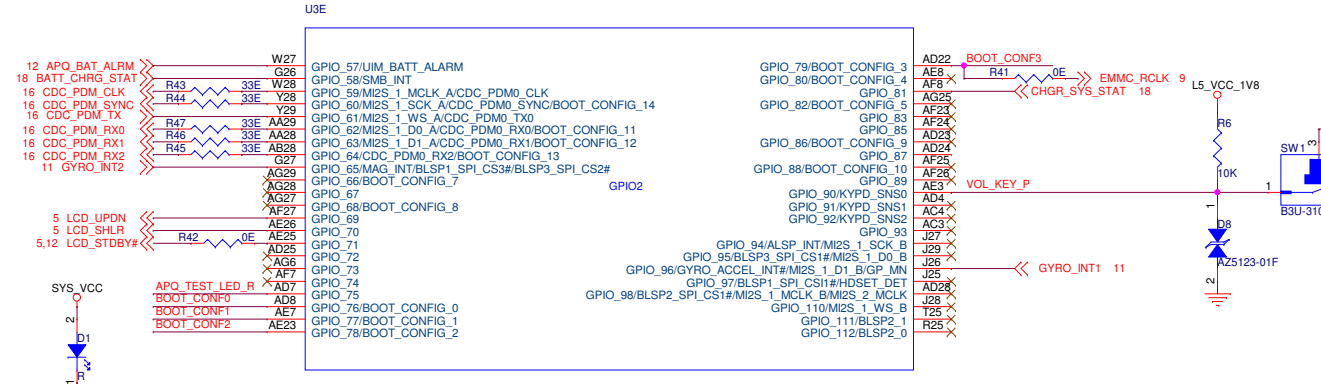 U3E
12 APQ_BAT_ALRM W27 GPIO_57/UIM_BATT_ALARM
18 BATT_CHRG_STAT G26 GPIO_58/SMB_INT
16 CDC_PDM_CLK R43 33E W28 GPIO_59/MI2S_1_MCLK_A/CDC_PDM0_CLK
16 CDC_PDM_SYNC R44 33E Y28 GPIO_60/MI2S_1_SCK_A/CDC_PDM0_SYNC/BOOT_CONFIG_14
16 CDC_PDM_TX Y29 GPIO_61/MI2S_1_WS_A/CDC_PDM0_TX0
16 CDC_PDM_RX0 R47 33E AA29 GPIO_62/MI2S_1_D0_A/CDC_PDM0_RX0/BOOT_CONFIG_11
16 CDC_PDM_RX1 R46 33E AA28 GPIO_63/MI2S_1_D1_A/CDC_PDM0_RX1/BOOT_CONFIG_12
16 CDC_PDM_RX2 R45 33E AB28 GPIO_64/CDC_PDM0_RX2/BOOT_CONFIG_13
11 GYRO_INT2 G27 GPIO_65/MAG_INT/BLSP1_SPI_CS3#/BLSP3_SPI_CS2#
AG29 GPIO_66/BOOT_CONFIG_7
AG28 GPIO_67
AG27 GPIO_68/BOOT_CONFIG_8
5 LCD_UPDN AF27 GPIO_69
5 LCD_SHLR AE26 GPIO_70
5,12 LCD_STDBY# R42 0E AE25 GPIO_71
AD25 GPIO_72
AG6 GPIO_73
AF7 GPIO_74
APQ_TEST_LED_R AD7 GPIO_75
BOOT_CONF0 AD8 GPIO_76/BOOT_CONFIG_0
BOOT_CONF1 AE7 GPIO_77/BOOT_CONFIG_1
BOOT_CONF2 AE23 GPIO_78/BOOT_CONFIG_2
SYS_VCC
2
D1
R
1
GPIO2
GPIO_79/BOOT_CONFIG_3 AD22 BOOT_CONF3
GPIO_80/BOOT_CONFIG_4 AE8 R41 0E EMMC_RCLK 9
GPIO_81 AF8 CHGR_SYS_STAT 18
GPIO_82/BOOT_CONFIG_5 AG25
GPIO_83 AF23
GPIO_85 AF24
GPIO_86/BOOT_CONFIG_9 AD23
GPIO_87 AD24
GPIO_88/BOOT_CONFIG_10 AF25
GPIO_89 AF26
GPIO_90/KYPD_SNS0 AE3 VOL_KEY_P
GPIO_91/KYPD_SNS1 AD4
GPIO_92/KYPD_SNS2 AC4
GPIO_93 AC3
GPIO_94/ALSP_INT/MI2S_1_SCK_B J27
GPIO_95/BLSP3_SPI_CS1#/MI2S_1_D0_B J29
GPIO_96/GYRO_ACCEL_INT#/MI2S_1_D1_B/GP_MN J26 GYRO_INT1 11
GPIO_97/BLSP1_SPI_CSI1#/HDSET_DET J25
GPIO_98/BLSP2_SPI_CS1#/MI2S_1_MCLK_B/MI2S_2_MCLK AD28
GPIO_110/MI2S_1_WS_B J28
GPIO_111/BLSP2_1 T25
GPIO_112/BLSP2_0 R25
L5_VCC_1V8
R6
10K
1
D8
AZ5123-01F
2
SW1
3
1
B3U-310